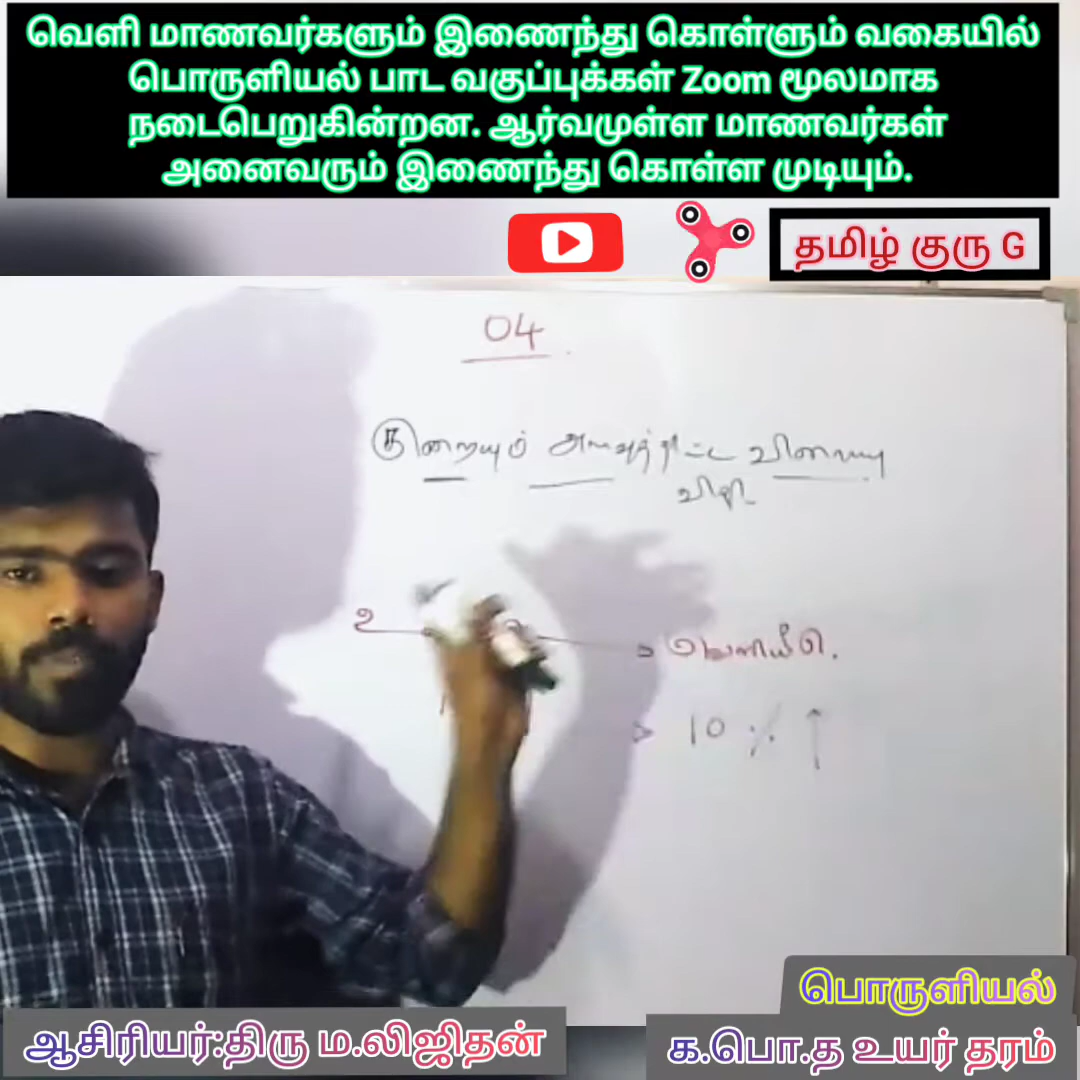 வெளி மாணவர்களும் இணைந்து கொள்ளும் வகையில்
பொருளியல் பாட வகுப்புக்கள் Zoom மூலமாக
நடைபெறுகின்றன. ஆர்வமுள்ள மாணவர்கள்
அனைவரும் இணைந்து கொள்ள முடியும்.
தமிழ் குரு G
04
குறையும் அளவுத்திட்ட விளைவு
விதி
உ
வெளியீடு.
10 % ↑
பொருளியல்
ஆசிரியர்:திரு ம.லிஜிதன்
க.பொ.த உயர் தரம்